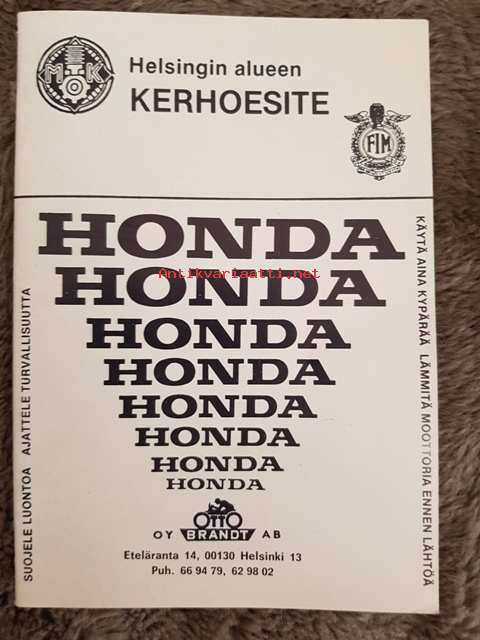 MOK
Helsingin alueen
KERHOESITE
FIM
HONDA
HONDA
HONDA
HONDA
HONDA
HONDA
HONDA
HONDA
Antikvariaatti.net
SUOJELE LUONTOA AJATTELE TURVALLISUUTTA
KÄYTÄ AINA KYPÄRÄÄ LÄMMITÄ MOOTTORIA ENNEN LÄHTÖÄ
OTTO
OY BRANDT AB
Eteläranta 14, 00130 Helsinki 13
Puh. 66 94 79, 62 98 02